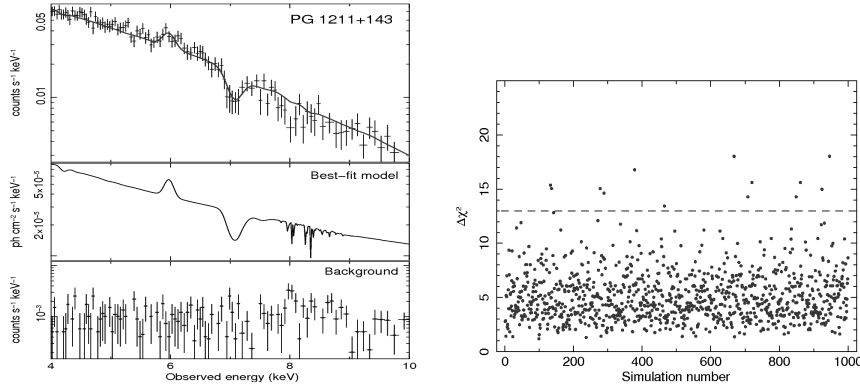 PG 1211+143
counts s⁻¹ keV⁻¹
0.05
0.01
Best-fit model
ph cm⁻² s⁻¹ keV⁻¹
5×10⁻⁵
2×10⁻⁵
Background
counts s⁻¹ keV⁻¹
10⁻³
4 6 8 10
Observed energy (keV)
Δχ²
20
15
10
5
0
0 200 400 600 800 1000
Simulation number